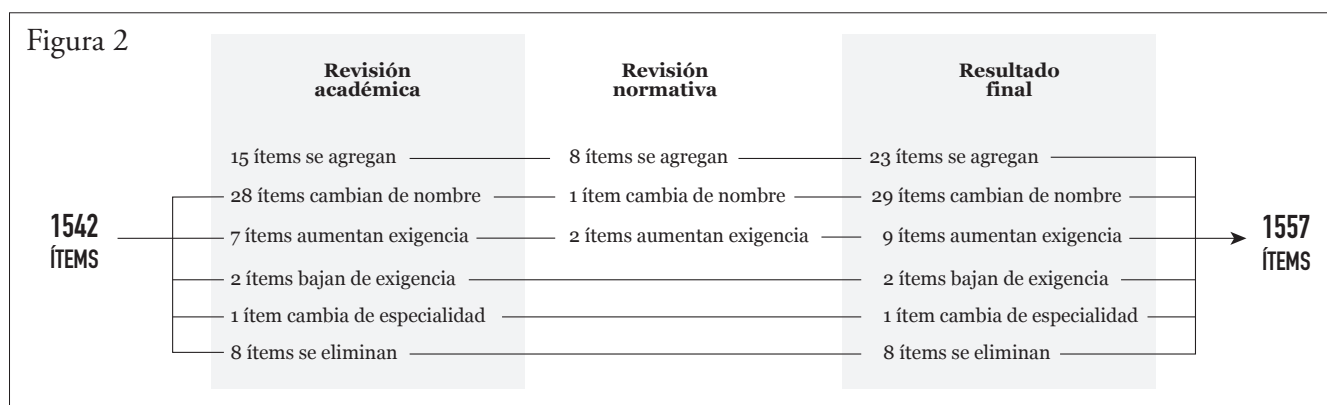 Figura 2
Revisión
académica
Revisión
normativa
Resultado
final
15 ítems se agregan
8 ítems se agregan
23 ítems se agregan
28 ítems cambian de nombre
1 ítem cambia de nombre
29 ítems cambian de nombre
1542
ÍTEMS
7 ítems aumentan exigencia
2 ítems aumentan exigencia
9 ítems aumentan exigencia
1557
ÍTEMS
2 ítems bajan de exigencia
2 ítems bajan de exigencia
1 ítem cambia de especialidad
1 ítem cambia de especialidad
8 ítems se eliminan
8 ítems se eliminan